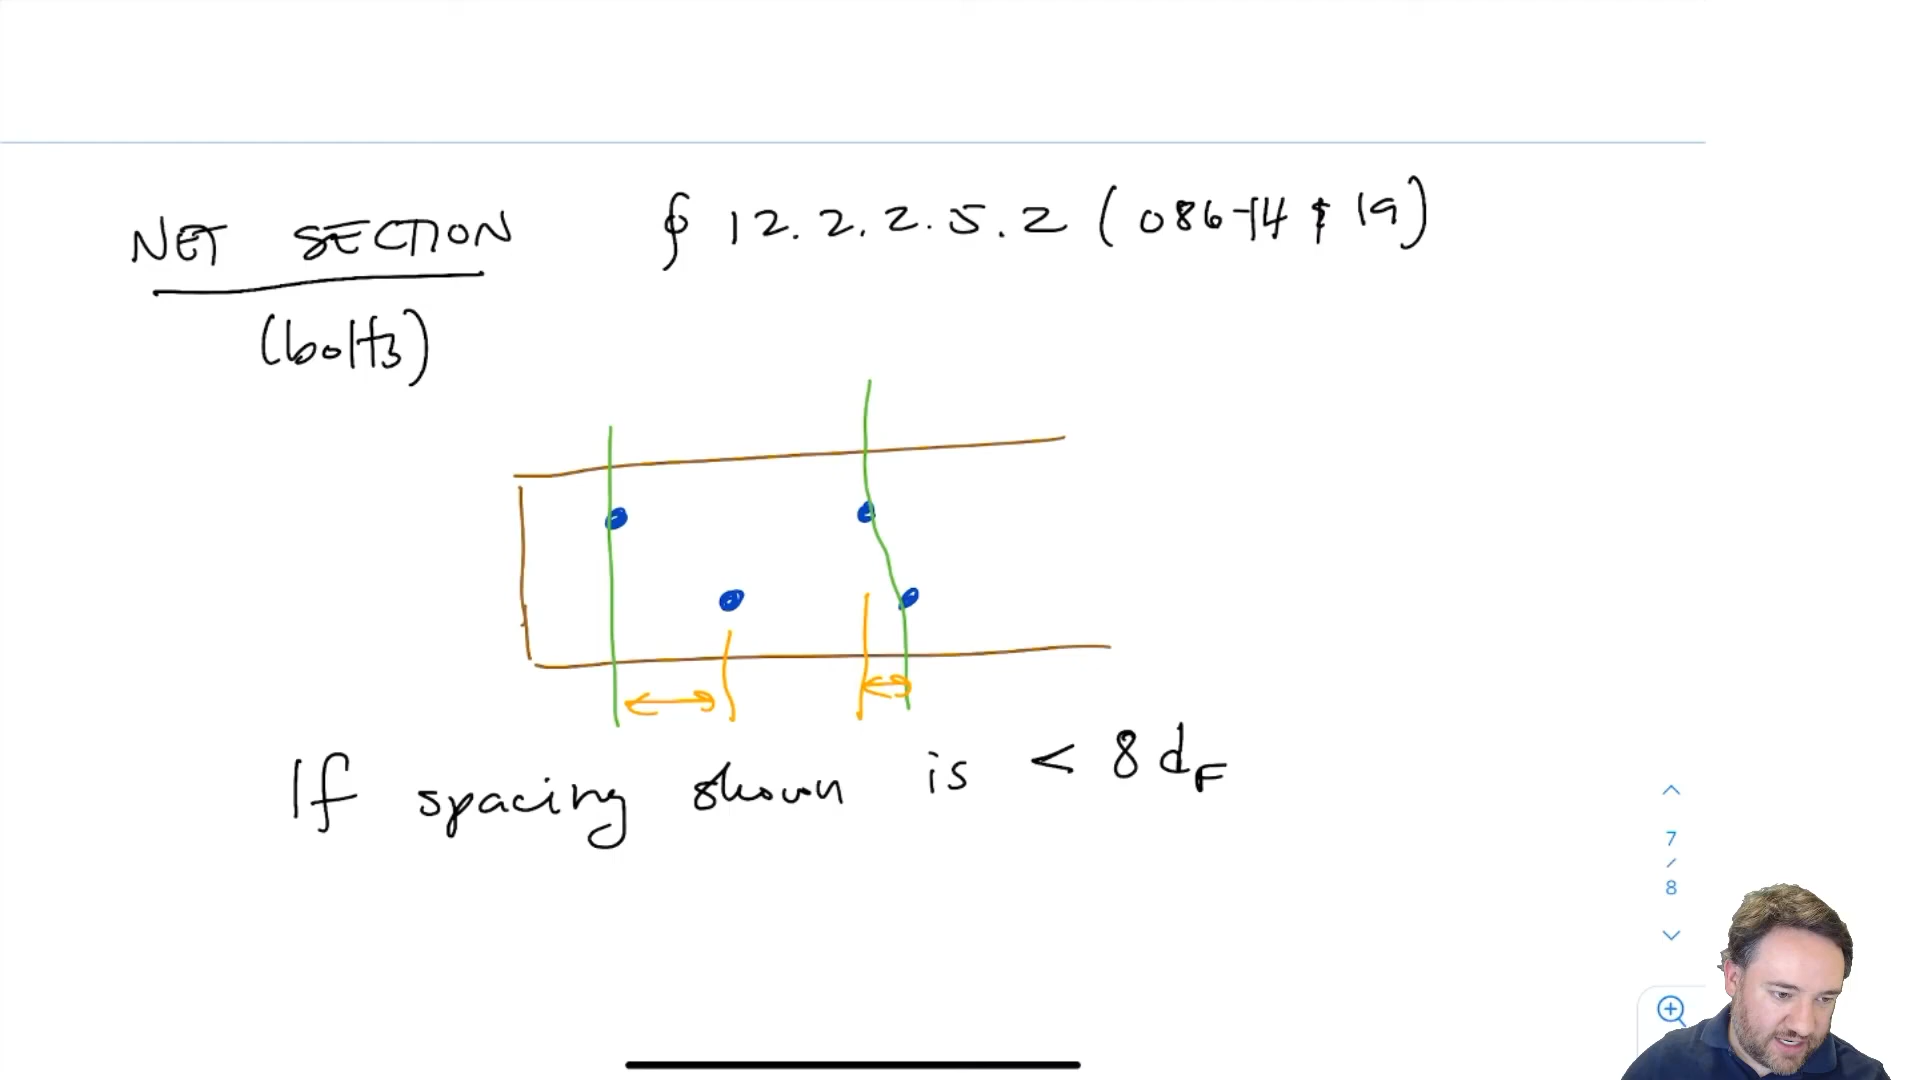 NET SECTION § 12.2.2.5.2 (086-14 & 19)
(bolts)
If spacing shown is < 8 dF
7
/
8